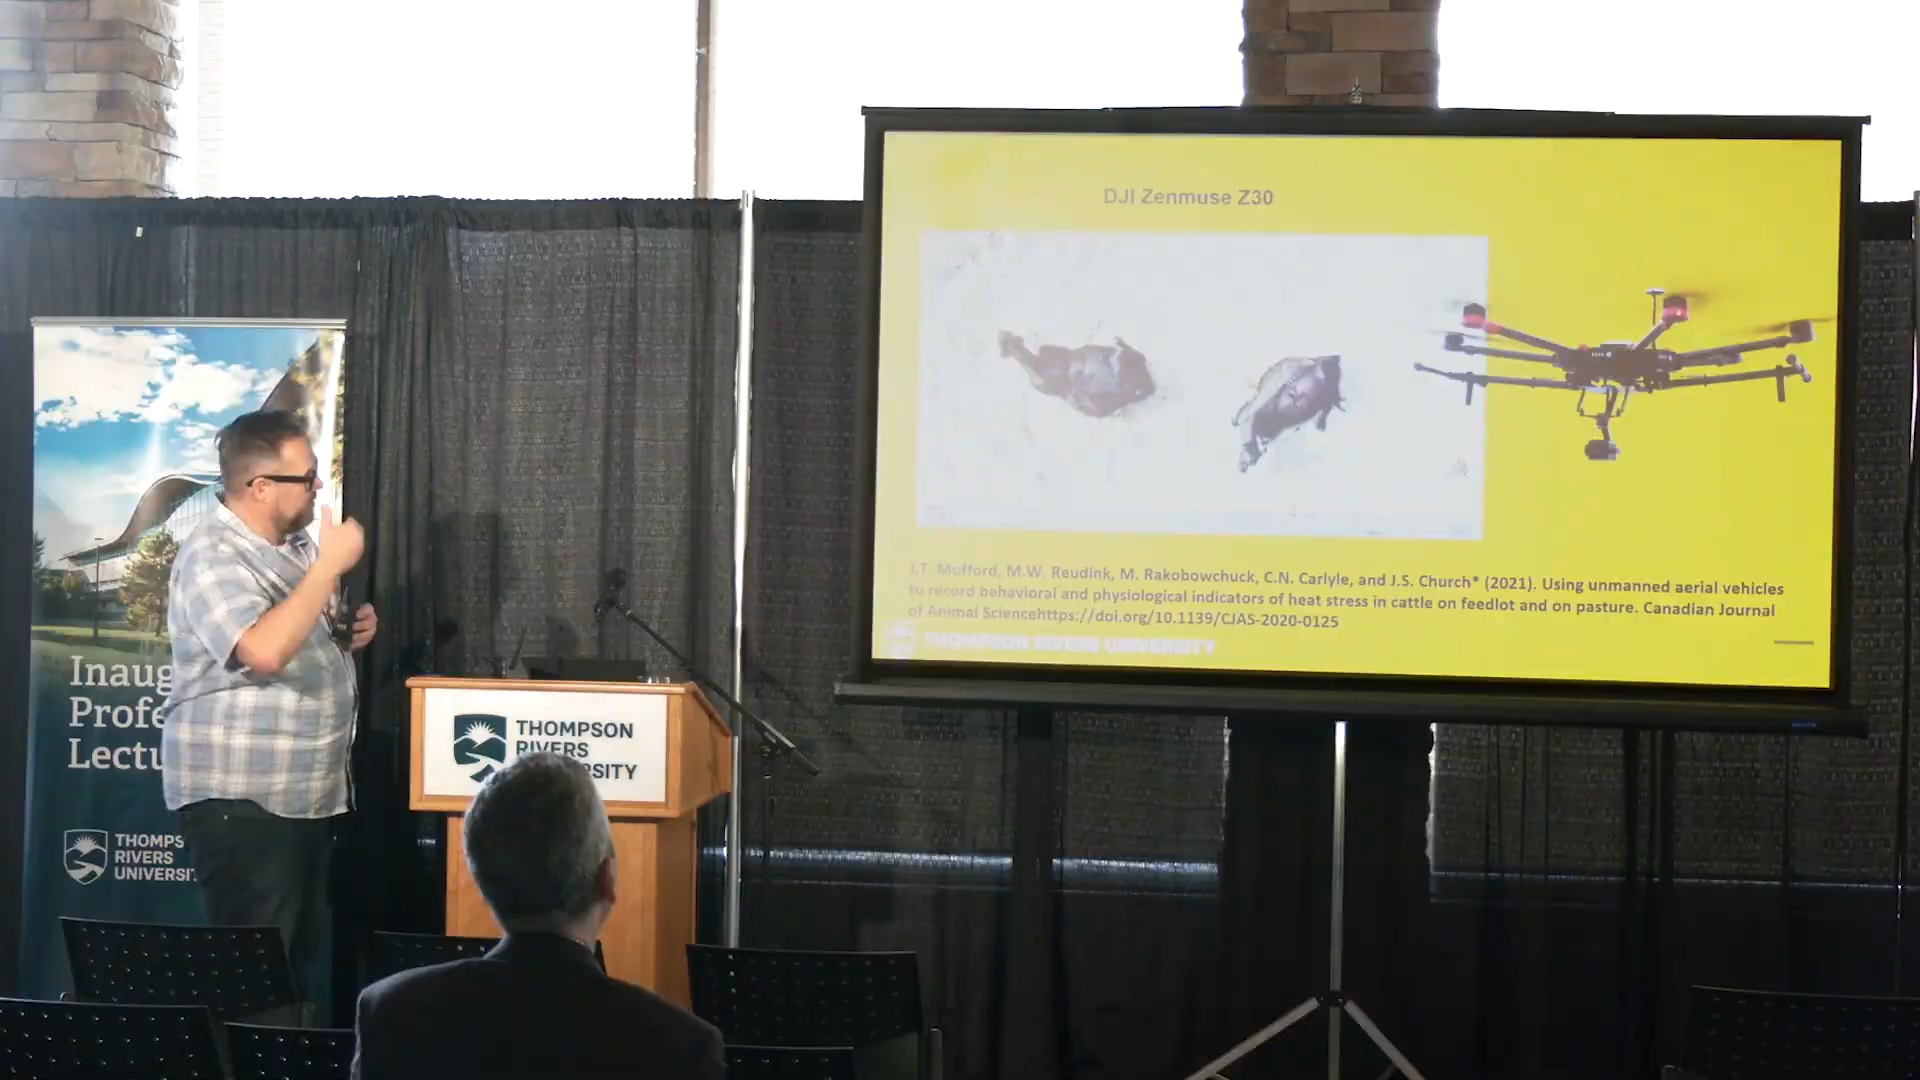 DJI Zenmuse Z30
J.T. Mufford, M.W. Reudink, M. Rakobowchuck, C.N. Carlyle, and J.S. Church* (2021). Using unmanned aerial vehicles
to record behavioral and physiological indicators of heat stress in cattle on feedlot and on pasture. Canadian Journal
of Animal Sciencehttps://doi.org/10.1139/CJAS-2020-0125
THOMPSON RIVERS UNIVERSITY
Inaug
Profe
Lectu
THOMPS
RIVERS
UNIVERSI
THOMPSON
RIVERS
RSITY